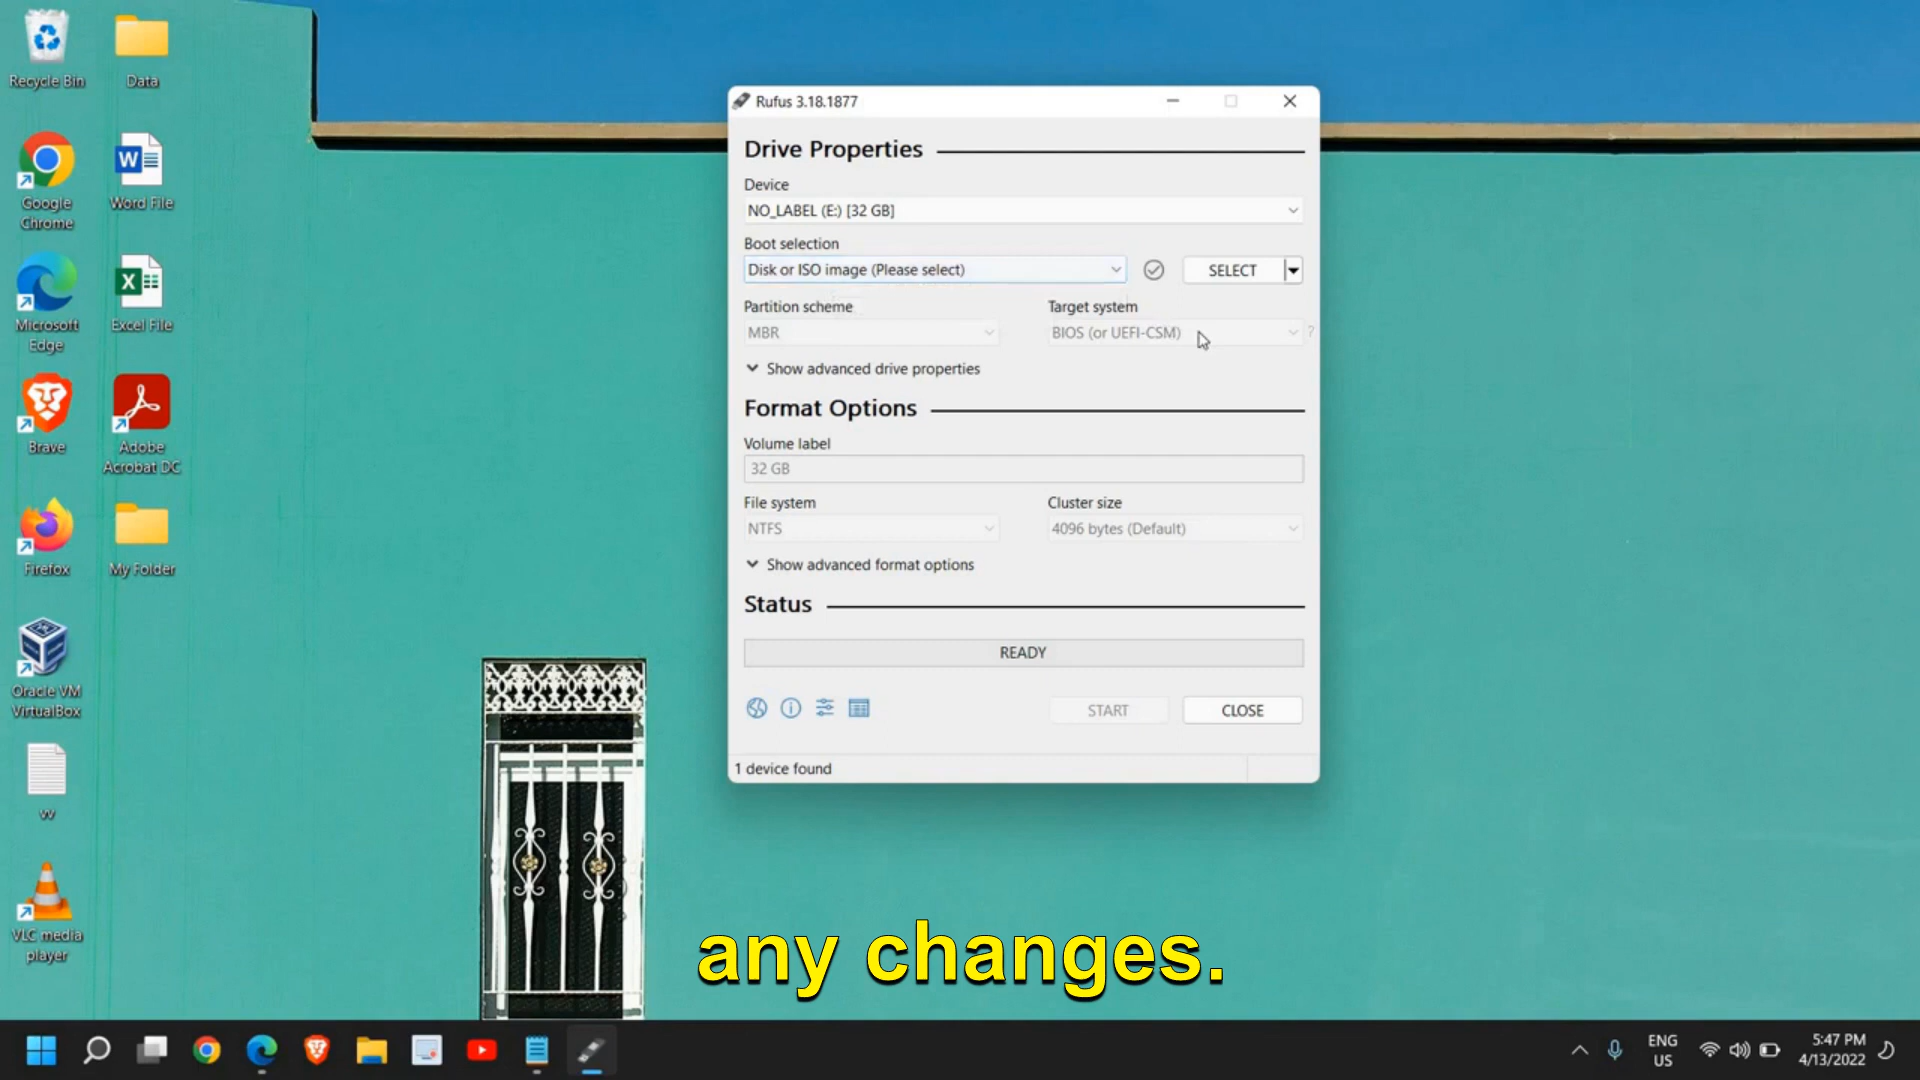 Recycle Bin
Data
Google
Chrome
Word File
Microsoft
Edge
Excel File
Brave
Adobe
Acrobat DC
Firefox
My Folder
Oracle VM
VirtualBox
vv
VLC media
player
Rufus 3.18.1877
Drive Properties
Device
NO_LABEL (E:) [32 GB]
Boot selection
Disk or ISO image (Please select)
SELECT
Partition scheme
Target system
MBR
BIOS (or UEFI-CSM)
?
Show advanced drive properties
Format Options
Volume label
32 GB
File system
Cluster size
NTFS
4096 bytes (Default)
Show advanced format options
Status
READY
START
CLOSE
1 device found
any changes.
ENG
US
5:47 PM
4/13/2022